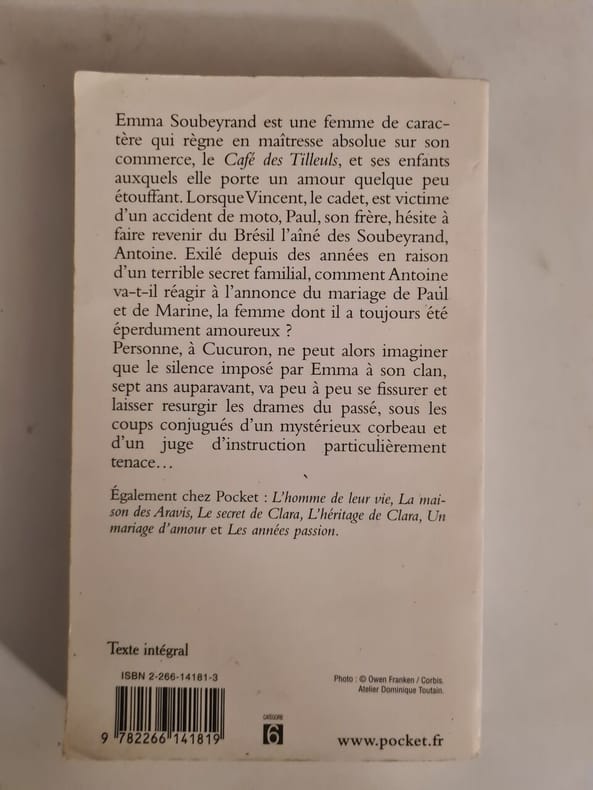 Emma Soubeyrand est une femme de carac-
tère qui règne en maîtresse absolue sur son
commerce, le Café des Tilleuls, et ses enfants
auxquels elle porte un amour quelque peu
étouffant. Lorsque Vincent, le cadet, est victime
d'un accident de moto, Paul, son frère, hésite à
faire revenir du Brésil l'aîné des Soubeyrand,
Antoine. Exilé depuis des années en raison
d'un terrible secret familial, comment Antoine
va-t-il réagir à l'annonce du mariage de Paul
et de Marine, la femme dont il a toujours été
éperdument amoureux ?
Personne, à Cucuron, ne peut alors imaginer
que le silence imposé par Emma à son clan,
sept ans auparavant, va peu à peu se fissurer et
laisser resurgir les drames du passé, sous les
coups conjugués d'un mystérieux corbeau et
d'un juge d'instruction particulièrement
tenace…
Également chez Pocket : L'homme de leur vie, La mai-
son des Aravis, Le secret de Clara, L'héritage de Clara, Un
mariage d'amour et Les années passion.
Texte intégral
ISBN 2-266-14181-3
Photo : © Owen Franken / Corbis.
Atelier Dominique Toutain.
CATÉGORIE
6
9 782266 141819
www.pocket.fr